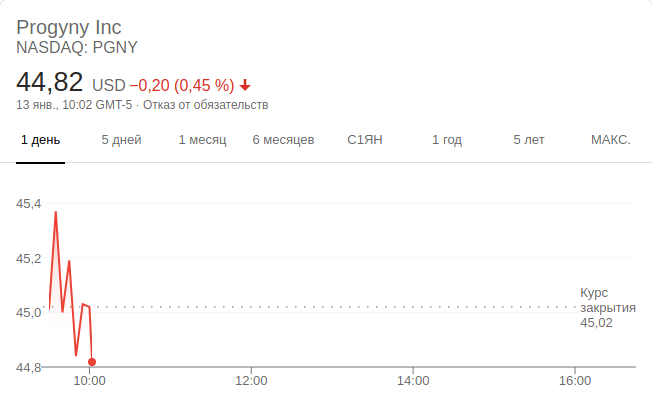 Progyny Inc
NASDAQ: PGNY
44,82 USD −0,20 (0,45 %)
13 янв., 10:02 GMT-5 · Отказ от обязательств
1 день 5 дней 1 месяц 6 месяцев С1ЯН 1 год 5 лет МАКС.
45,4
45,2
Курс
закрытия
45,02
45,0
44,8
10:00 12:00 14:00 16:00